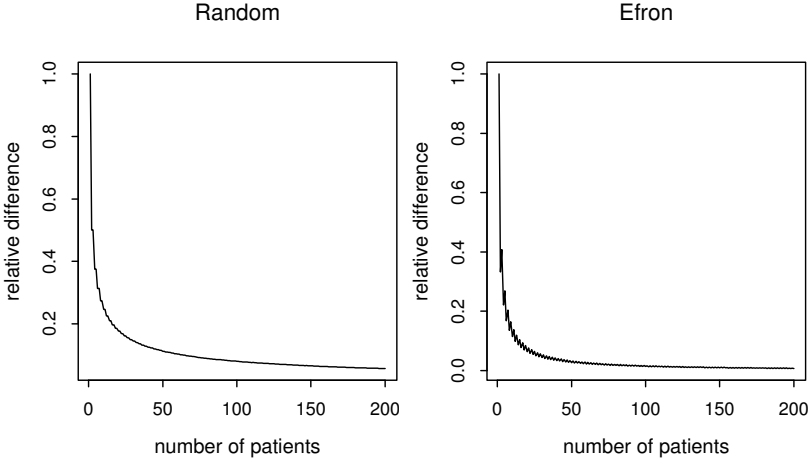 Random
Efron
relative difference
1.0
0.8
0.6
0.4
0.2
0 50 100 150 200
number of patients
relative difference
1.0
0.8
0.6
0.4
0.2
0.0
0 50 100 150 200
number of patients